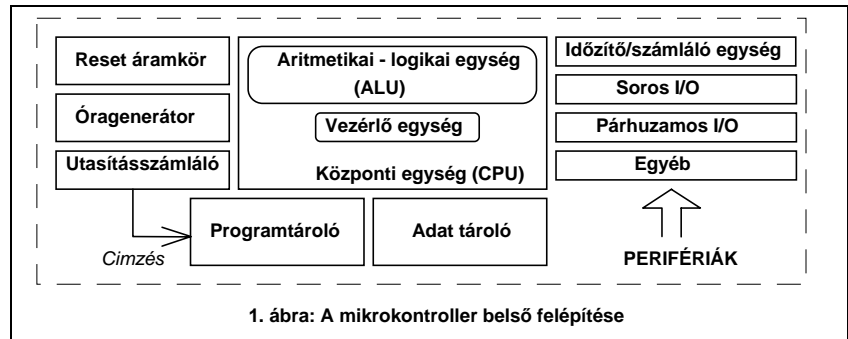 Reset áramkör
Óragenerátor
Utasításszámláló
Aritmetikai - logikai egység
(ALU)
Vezérlő egység
Központi egység (CPU)
Időzítő/számláló egység
Soros I/O
Párhuzamos I/O
Egyéb
Cimzés
Programtároló
Adat tároló
PERIFÉRIÁK
1. ábra: A mikrokontroller belső felépítése